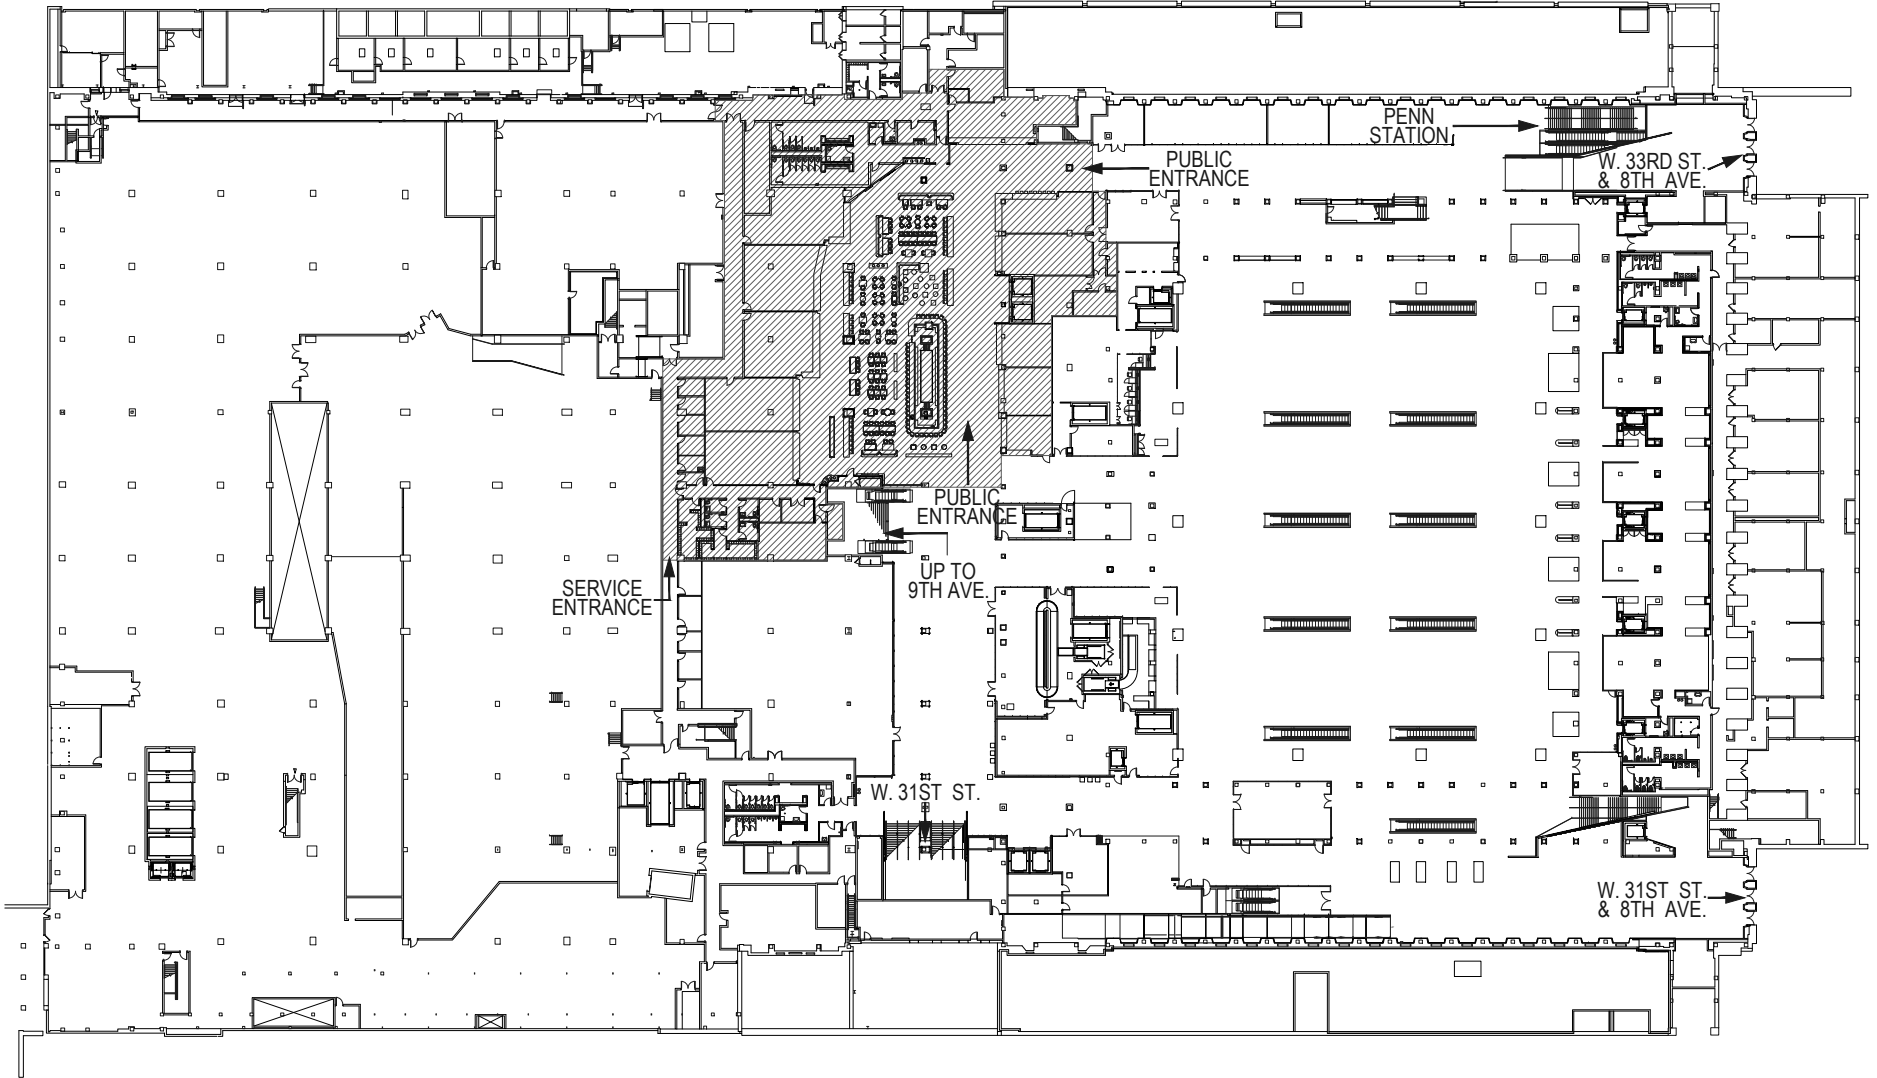 PENN
STATION
PUBLIC
ENTRANCE
W. 33RD ST.
& 8TH AVE.
PUBLIC
ENTRANCE
UP TO
9TH AVE.
SERVICE
ENTRANCE
W. 31ST ST.
W. 31ST ST.
& 8TH AVE.